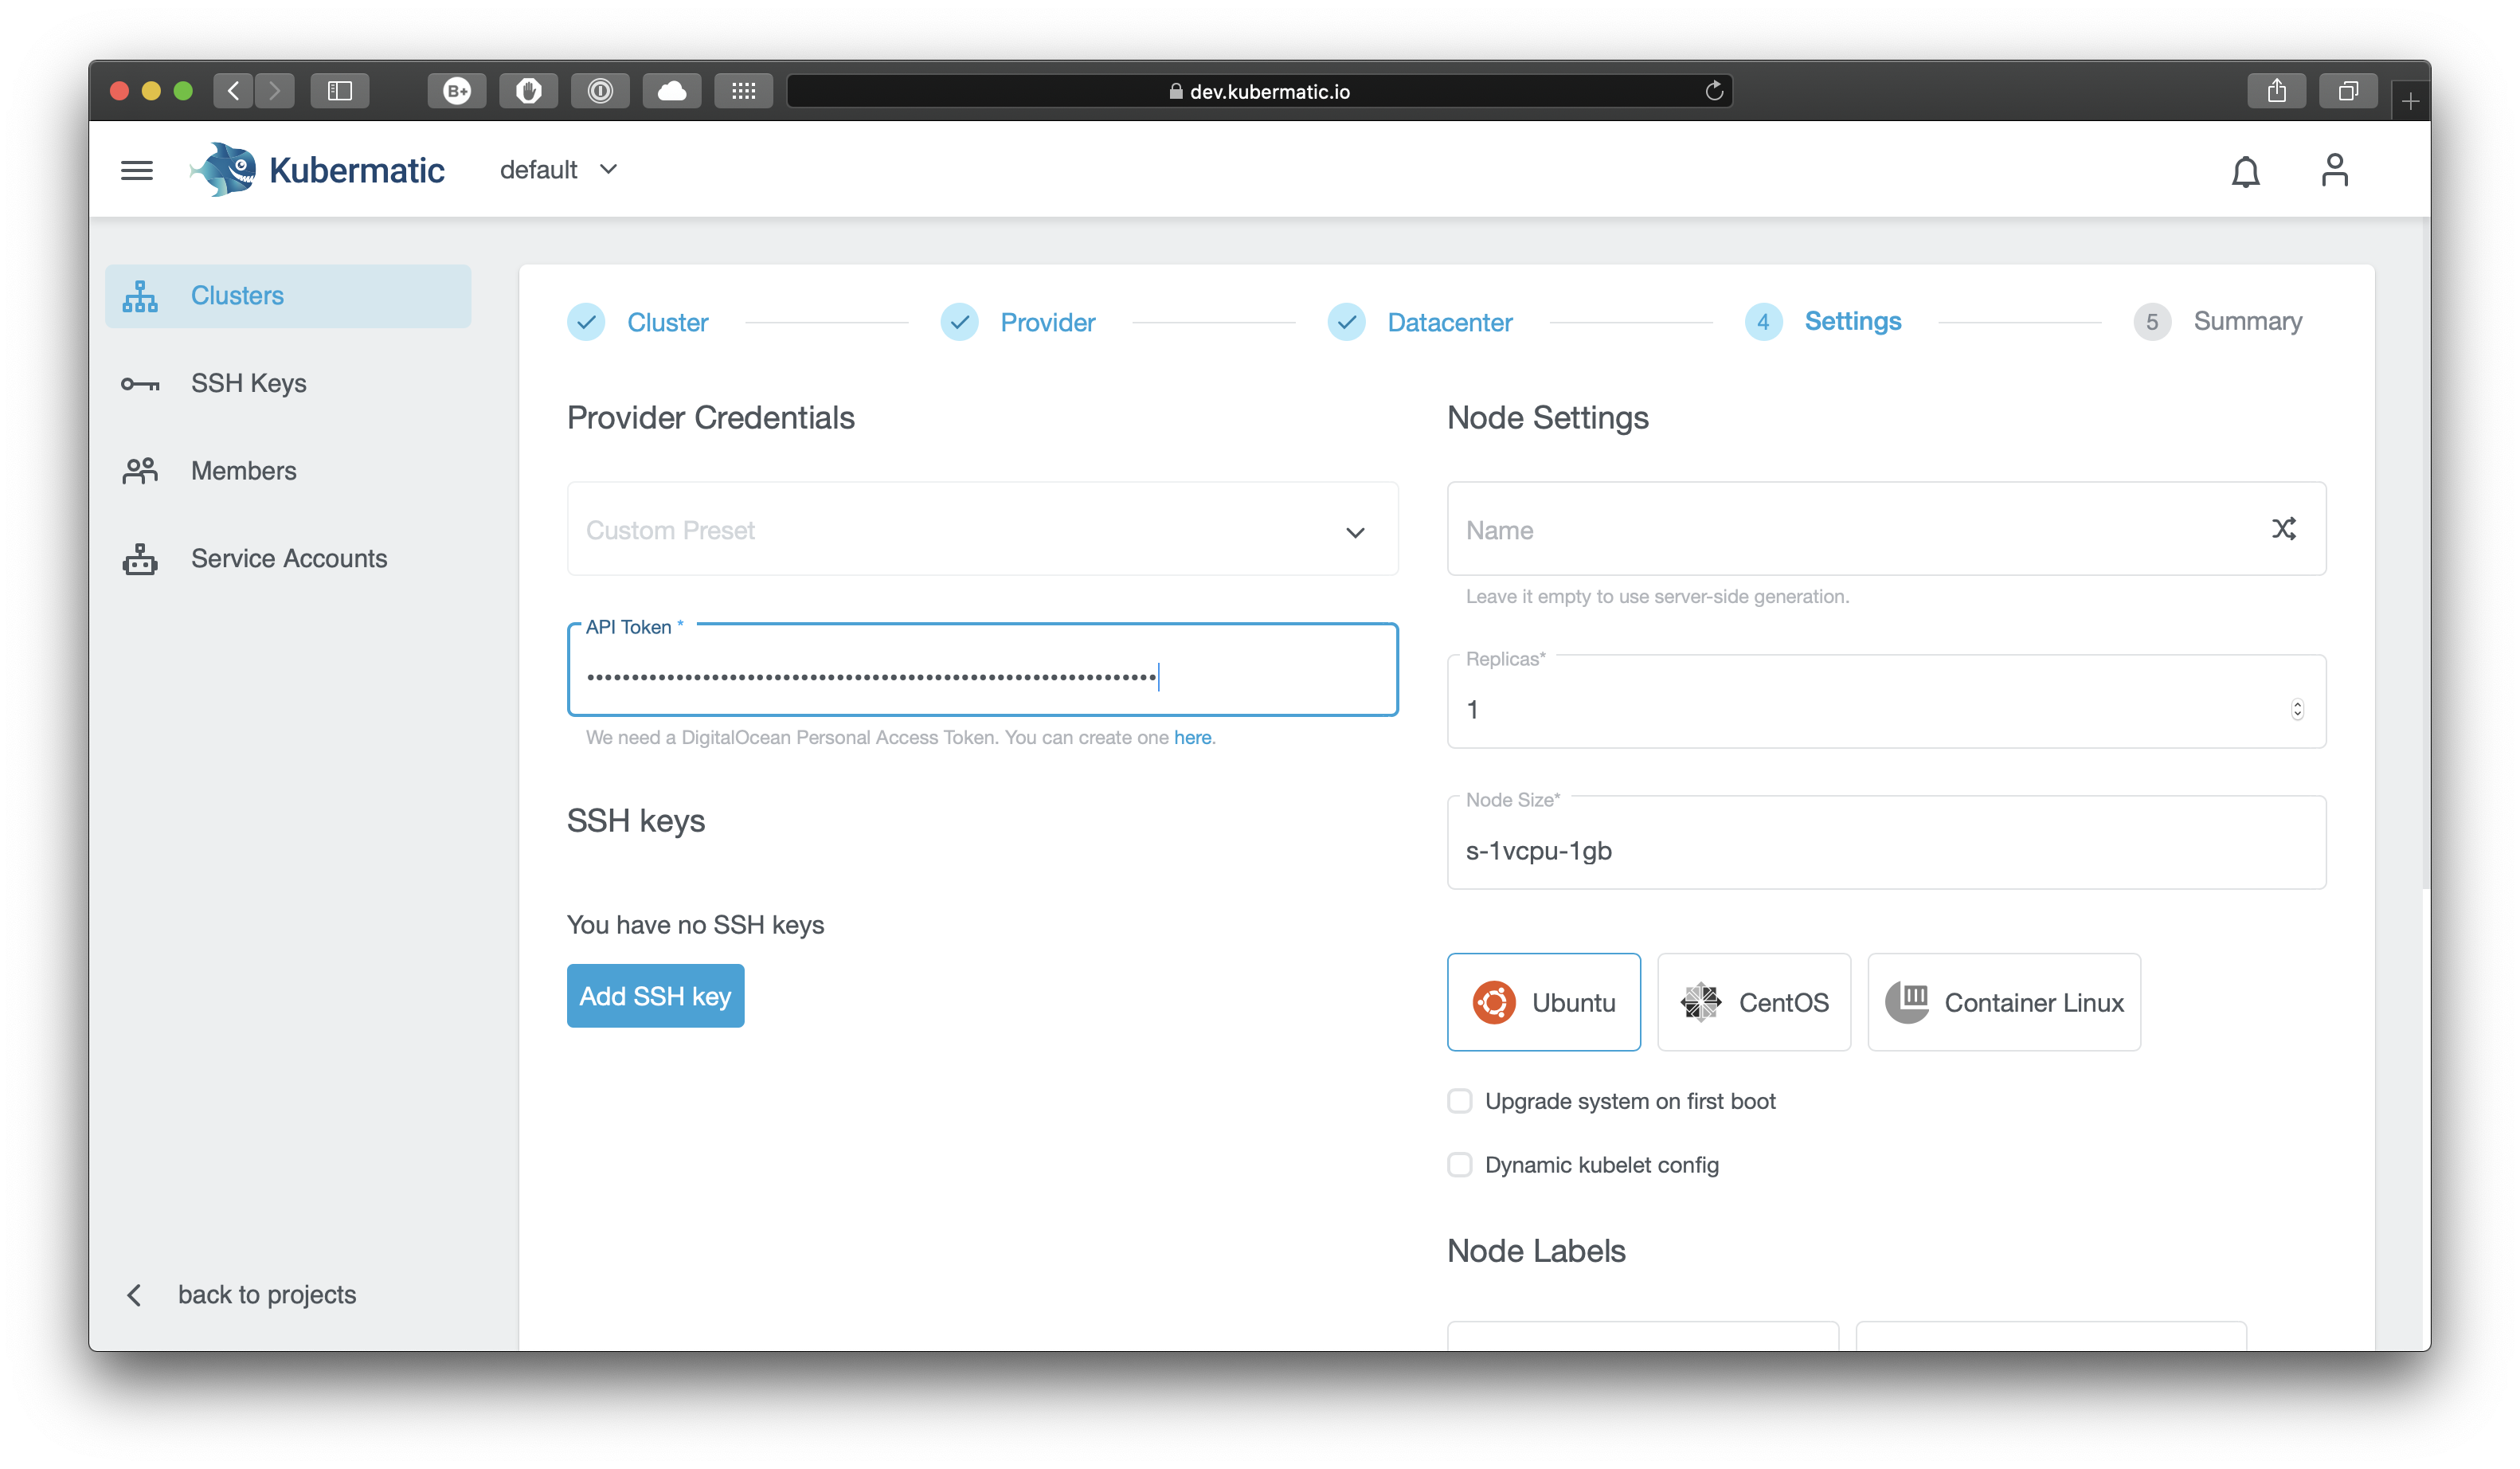 B+
dev.kubermatic.io
Kubermatic
default
Clusters
SSH Keys
Members
Service Accounts
back to projects
Cluster
Provider
Datacenter
4 Settings
5 Summary
Provider Credentials
Custom Preset
API Token *
We need a DigitalOcean Personal Access Token. You can create one here.
SSH keys
You have no SSH keys
Add SSH key
Node Settings
Name
Leave it empty to use server-side generation.
Replicas*
1
Node Size*
s-1vcpu-1gb
Ubuntu
CentOS
Container Linux
Upgrade system on first boot
Dynamic kubelet config
Node Labels